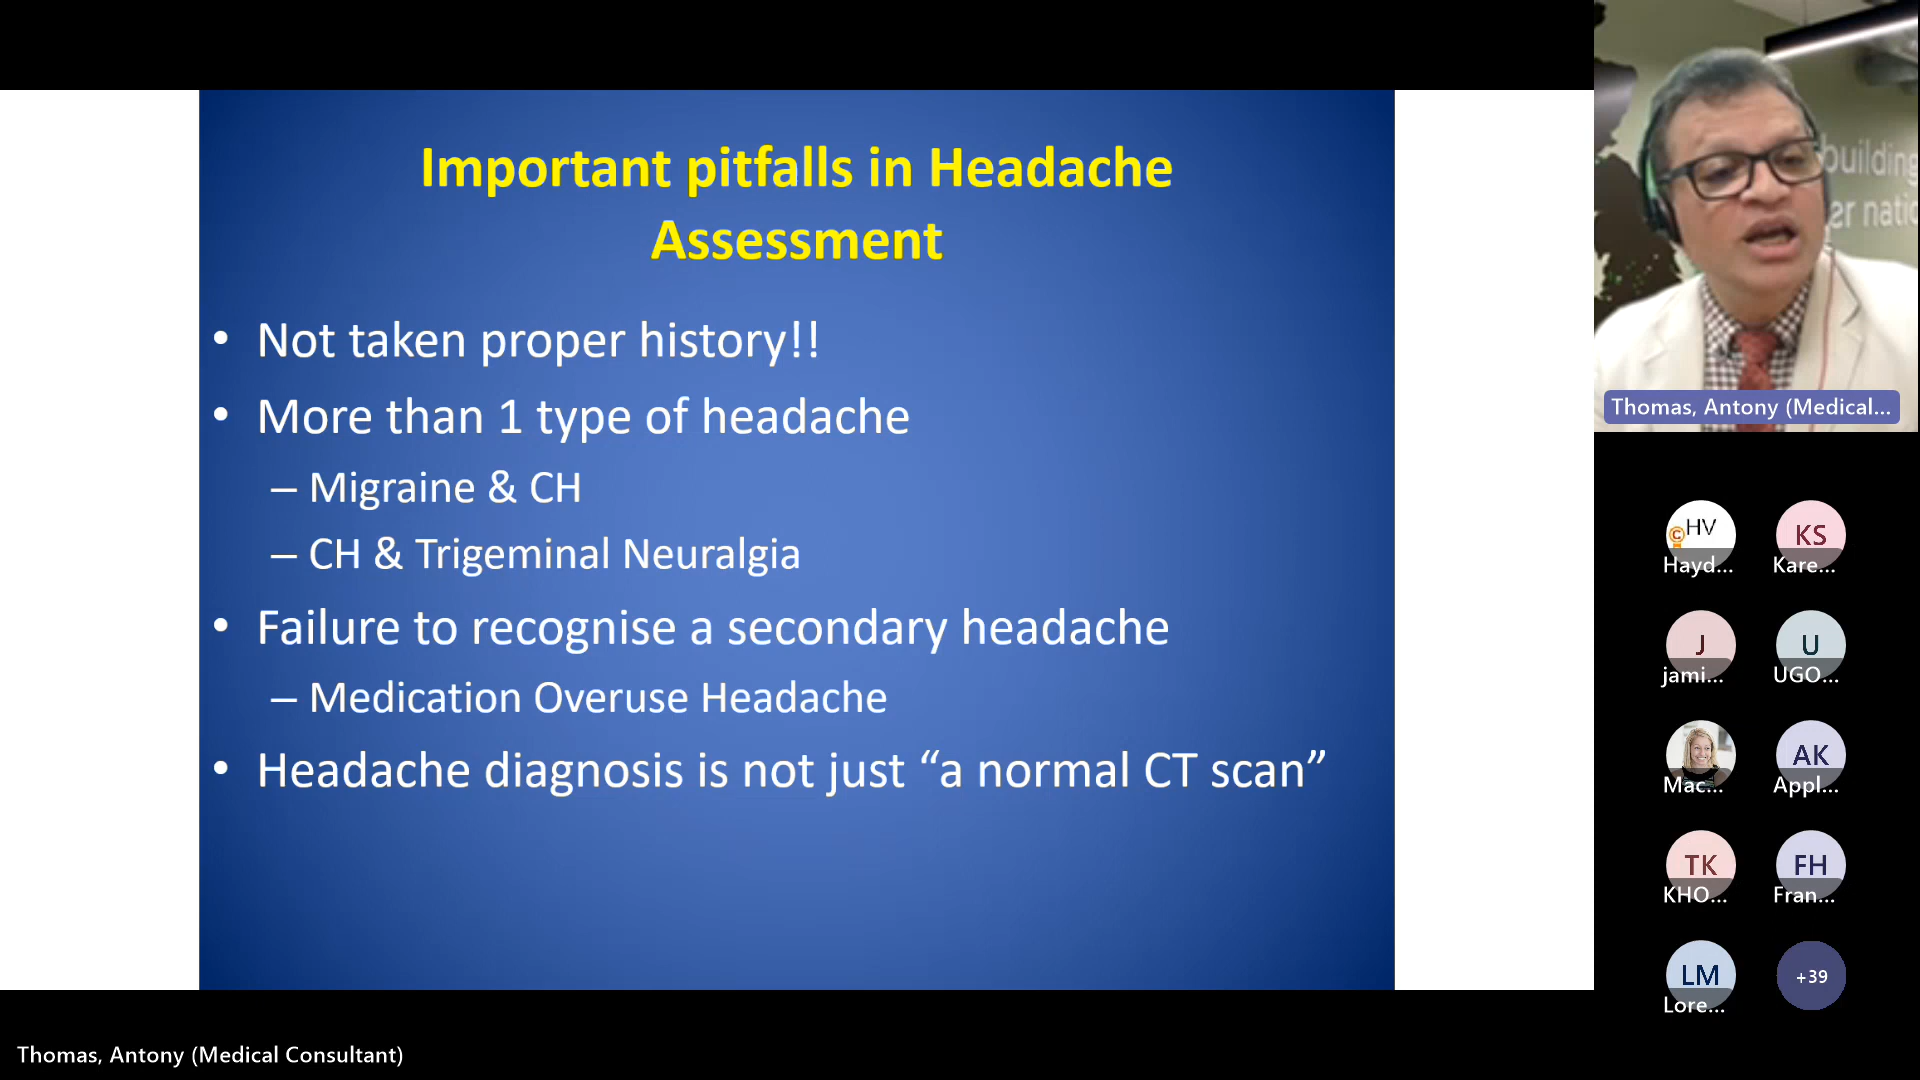 Important pitfalls in Headache
Assessment
• Not taken proper history!!
• More than 1 type of headache
– Migraine & CH
– CH & Trigeminal Neuralgia
• Failure to recognise a secondary headache
– Medication Overuse Headache
• Headache diagnosis is not just “a normal CT scan”
building
er natio
Thomas, Antony (Medical...
HV
Hayd...
KS
Kare...
J
jami...
U
UGO...
Mac...
AK
Appl...
TK
KHO...
FH
Fran...
LM
Lore...
+39
Thomas, Antony (Medical Consultant)